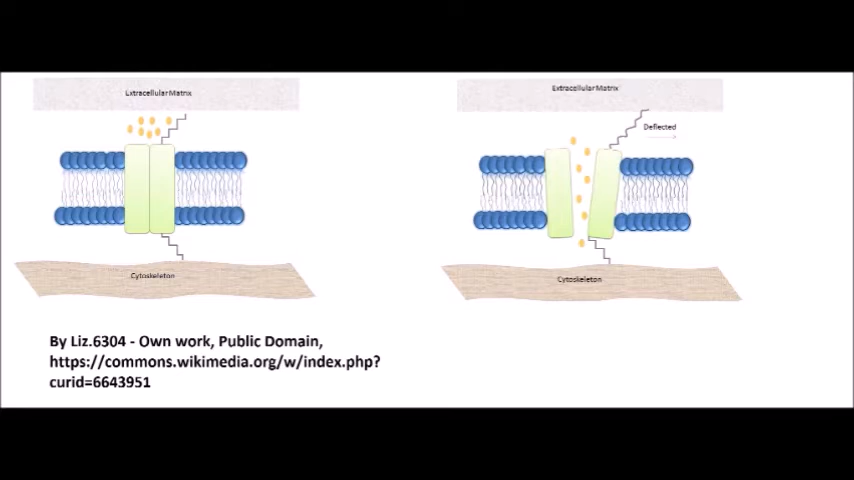 Extracellular Matrix
Extracellular Matrix
Deflected
Cytoskeleton
Cytoskeleton
By Liz.6304 - Own work, Public Domain,
https://commons.wikimedia.org/w/index.php?
curid=6643951